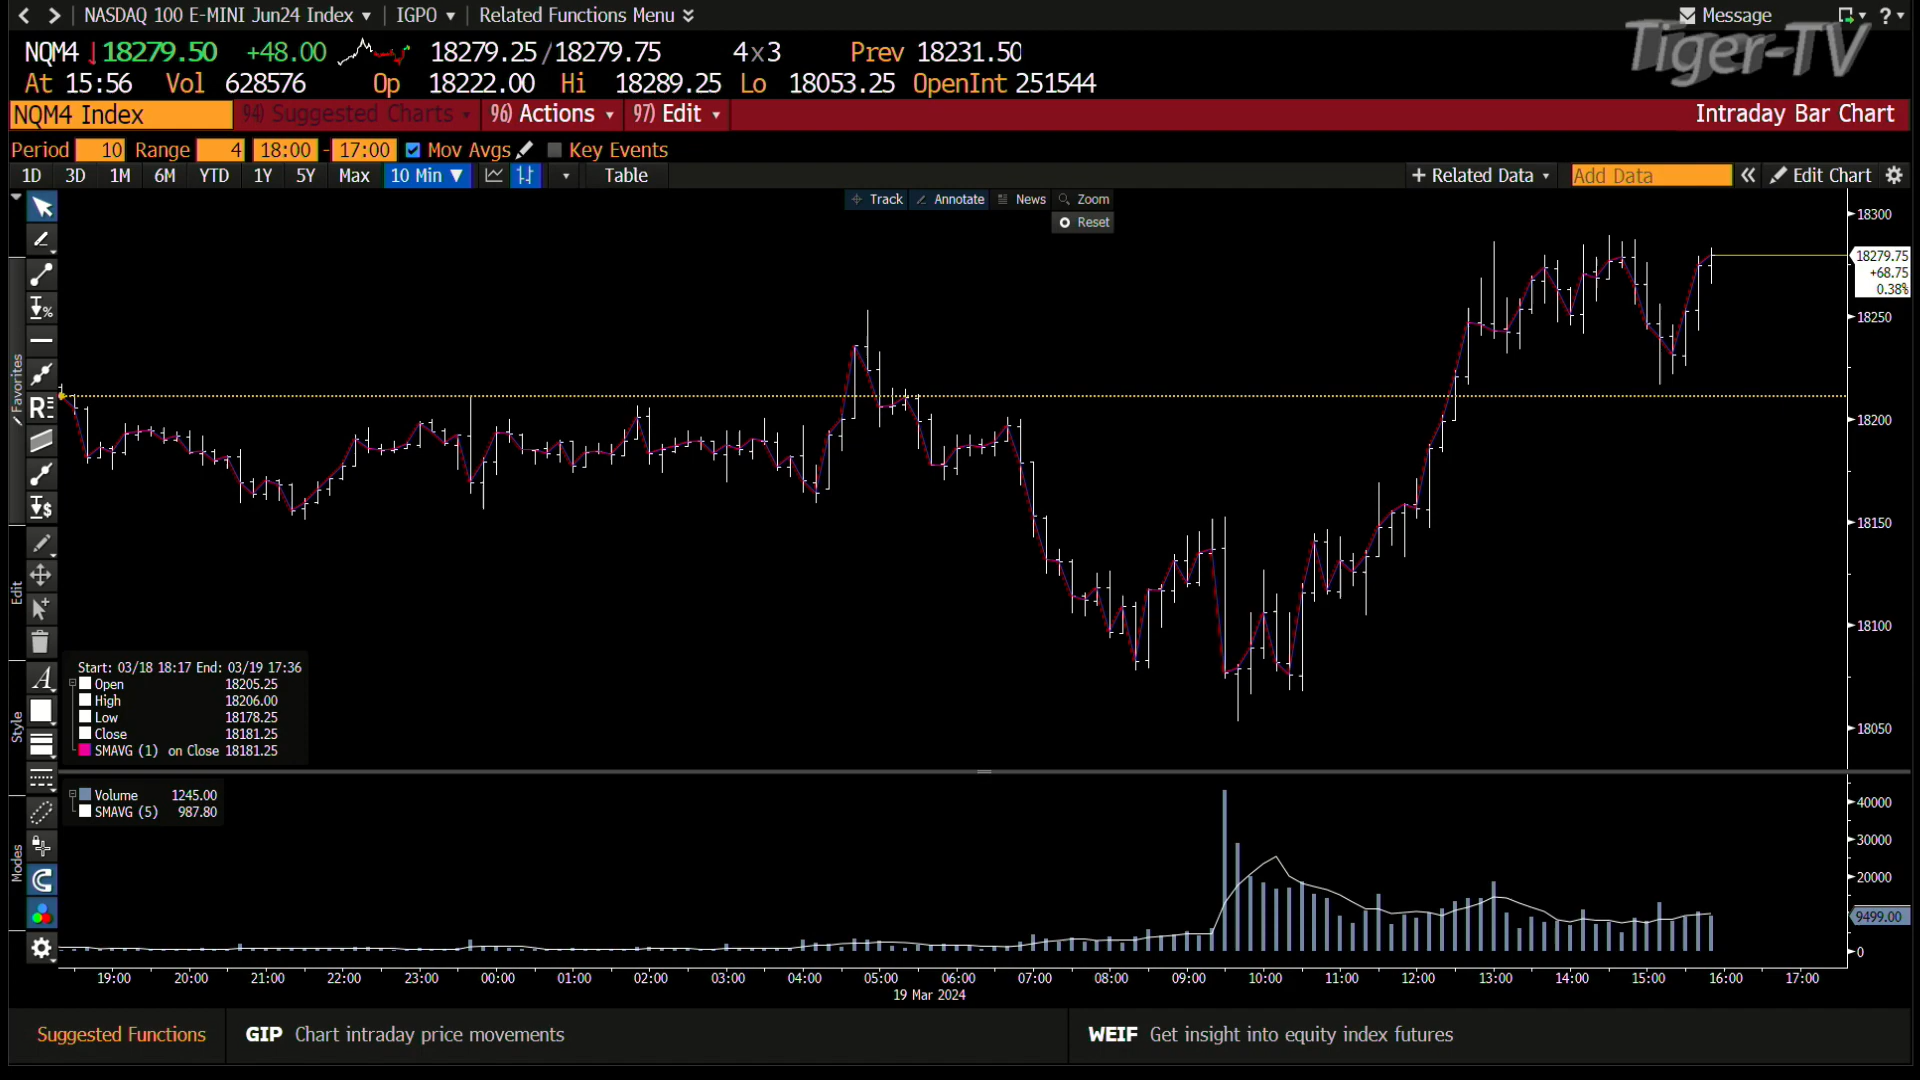 NASDAQ 100 E-MINI Jun24 Index IGPO Related Functions Menu Message ?
NQM4 18279.50 +48.00 18279.25/18279.75 4x3 Prev 18231.50
At 15:56 Vol 628576 Op 18222.00 Hi 18289.25 Lo 18053.25 OpenInt 251544
Tiger-TV
NQM4 Index 94) Suggested Charts 96) Actions 97) Edit Intraday Bar Chart
Period 10 Range 4 18:00 - 17:00 Mov Avgs Key Events
1D 3D 1M 6M YTD 1Y 5Y Max 10 Min Table + Related Data Add Data « Edit Chart
Track Annotate News Zoom
Reset
18300
18279.75
+68.75
0.38%
18250
18200
18150
18100
18050
Favorites
Edit
Style
Modes
Start: 03/18 18:17 End: 03/19 17:36
Open 18205.25
High 18206.00
Low 18178.25
Close 18181.25
SMAVG (1) on Close 18181.25
Volume 1245.00
SMAVG (5) 987.80
40000
30000
20000
9499.00
0
19:00 20:00 21:00 22:00 23:00 00:00 01:00 02:00 03:00 04:00 05:00 06:00 07:00 08:00 09:00 10:00 11:00 12:00 13:00 14:00 15:00 16:00 17:00
19 Mar 2024
Suggested Functions GIP Chart intraday price movements WEIF Get insight into equity index futures